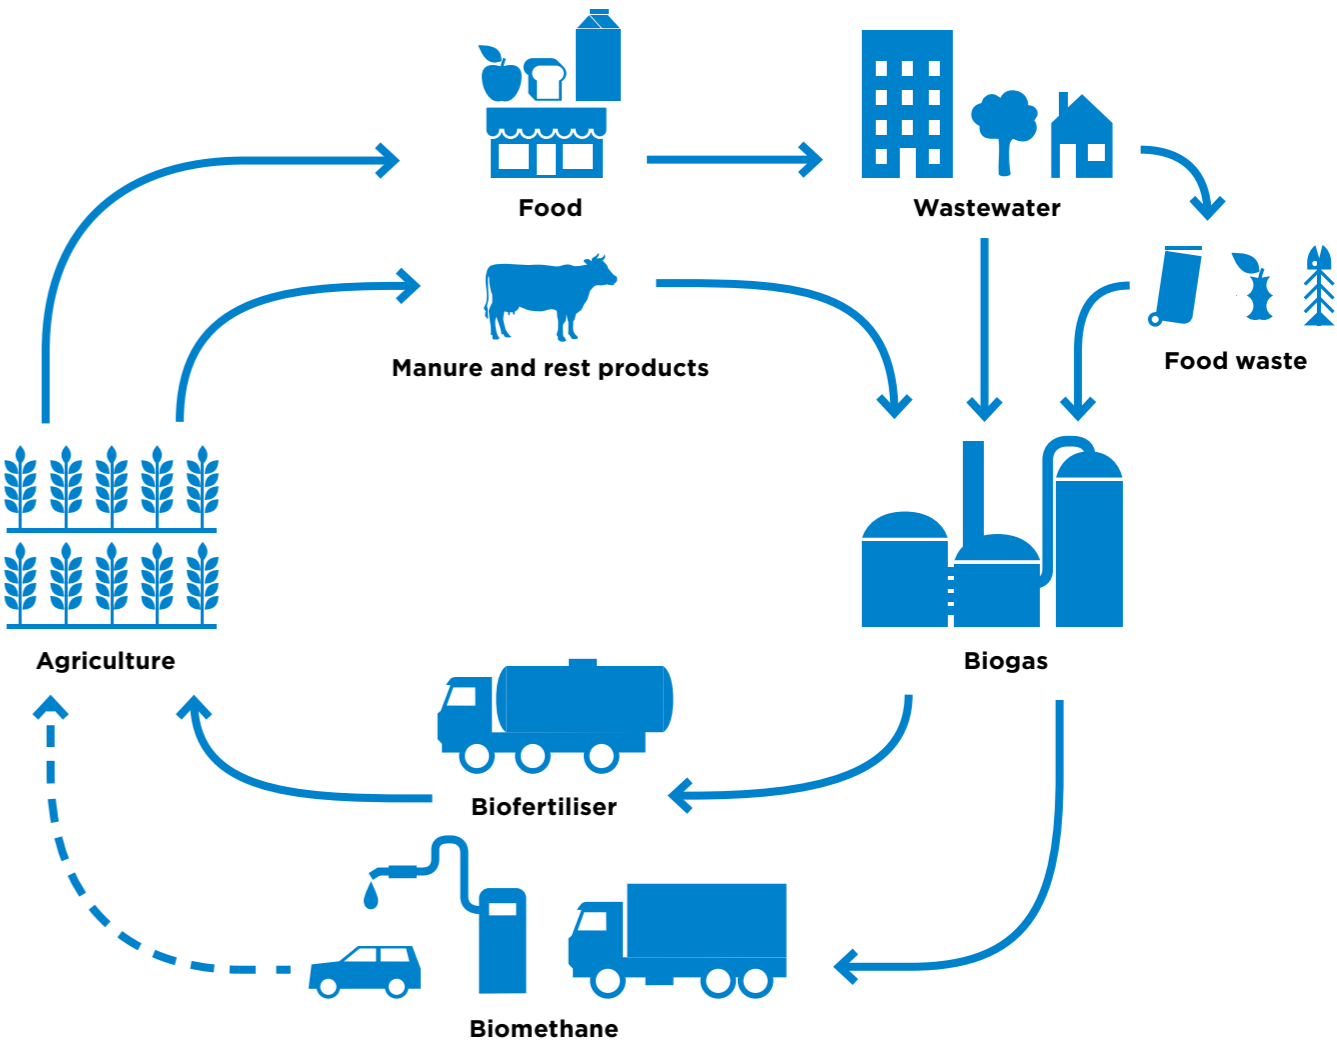 Food
Wastewater
Manure and rest products
Food waste
Agriculture
Biogas
Biofertiliser
Biomethane